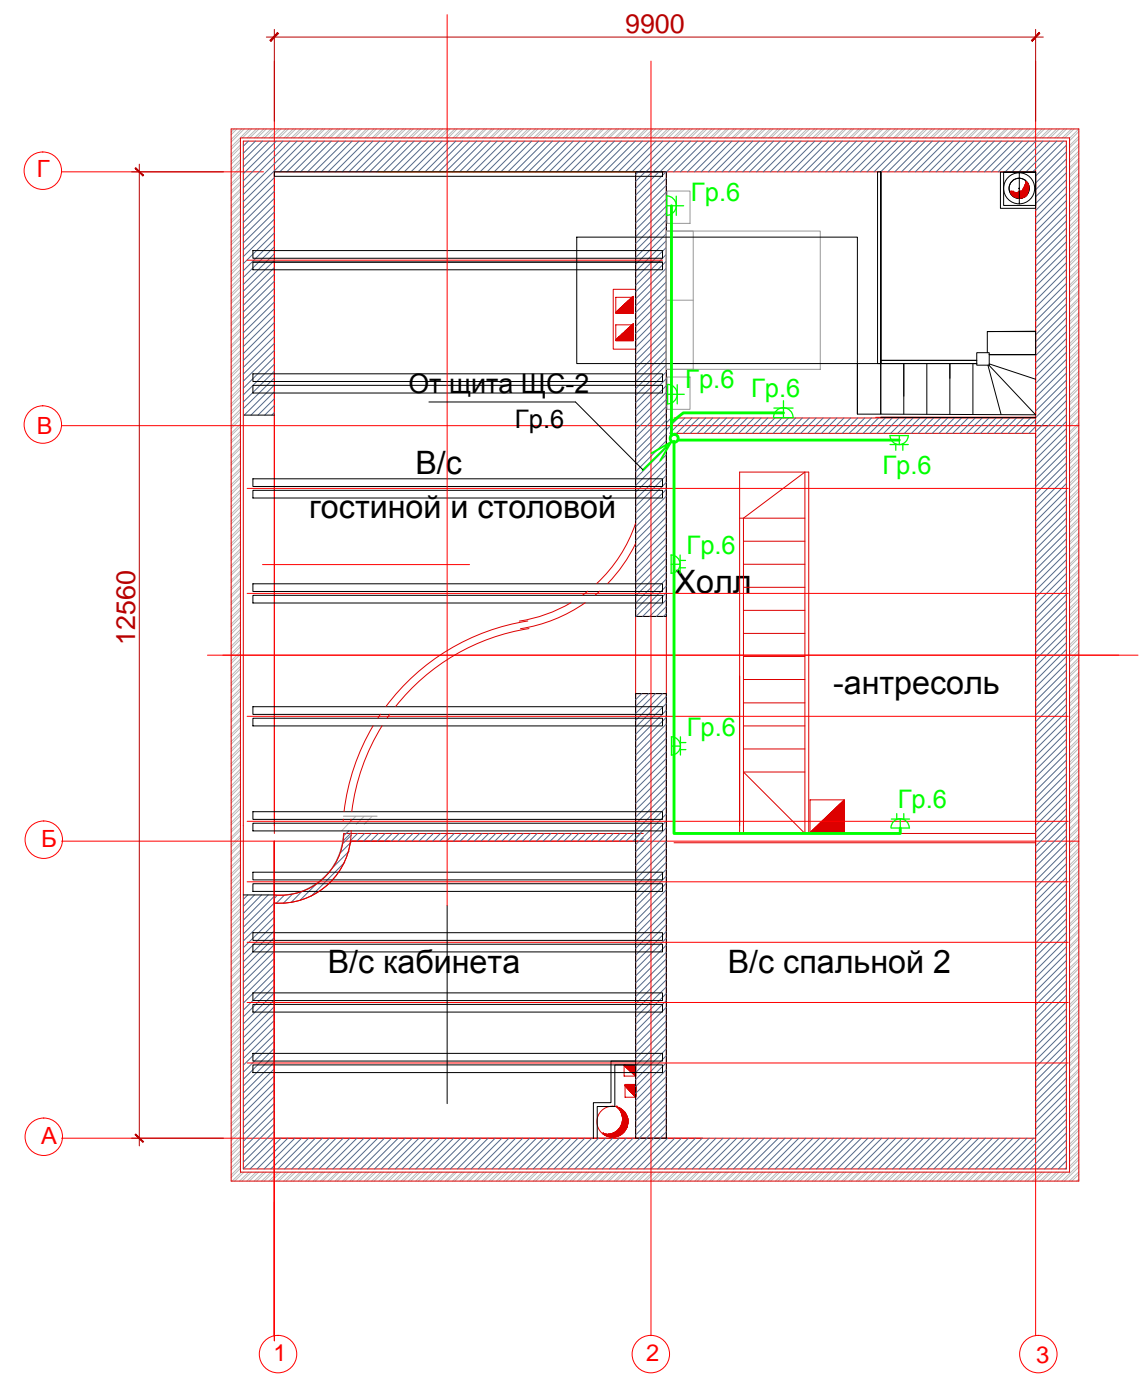 9900
Г
Гр.6
От щита ЩС-2
Гр.6
Гр.6
Гр.6
В
В/с
гостиной и столовой
Гр.6
Гр.6
Холл
12560
-антресоль
Гр.6
Гр.6
Б
В/с кабинета
В/с спальной 2
А
1
2
3